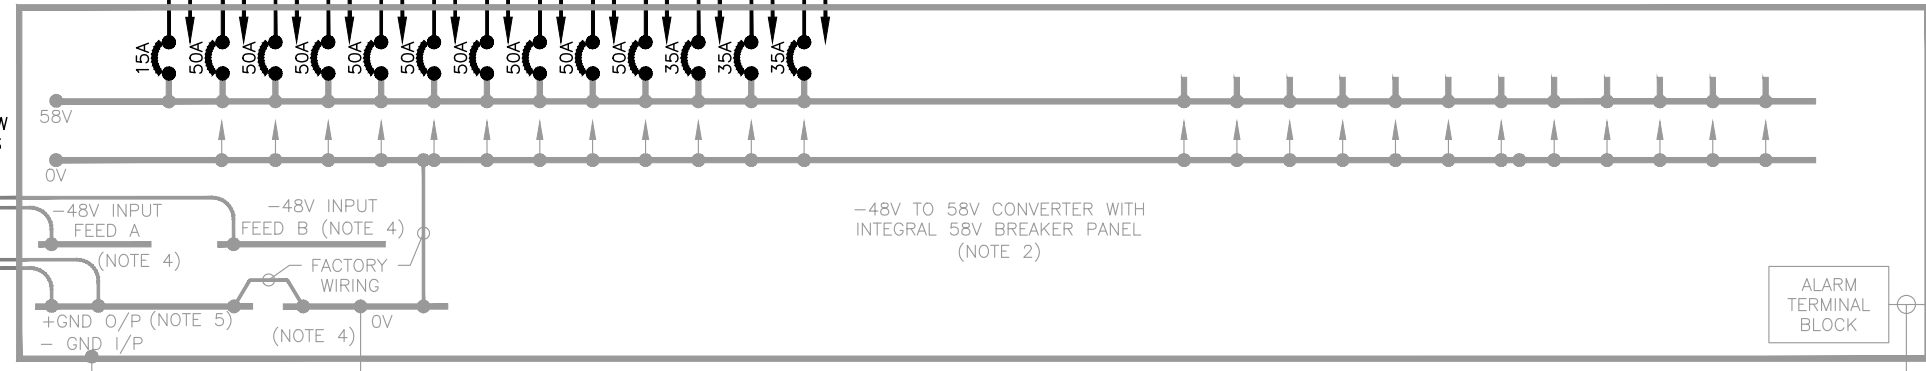 15A
50A
50A
50A
50A
50A
50A
50A
50A
50A
35A
35A
35A
58V
W
S
0V
-48V INPUT
FEED A
(NOTE 4)
-48V INPUT
FEED B (NOTE 4)
FACTORY
WIRING
+GND O/P (NOTE 5)
- GND I/P
(NOTE 4)
0V
-48V TO 58V CONVERTER WITH
INTEGRAL 58V BREAKER PANEL
(NOTE 2)
ALARM
TERMINAL
BLOCK